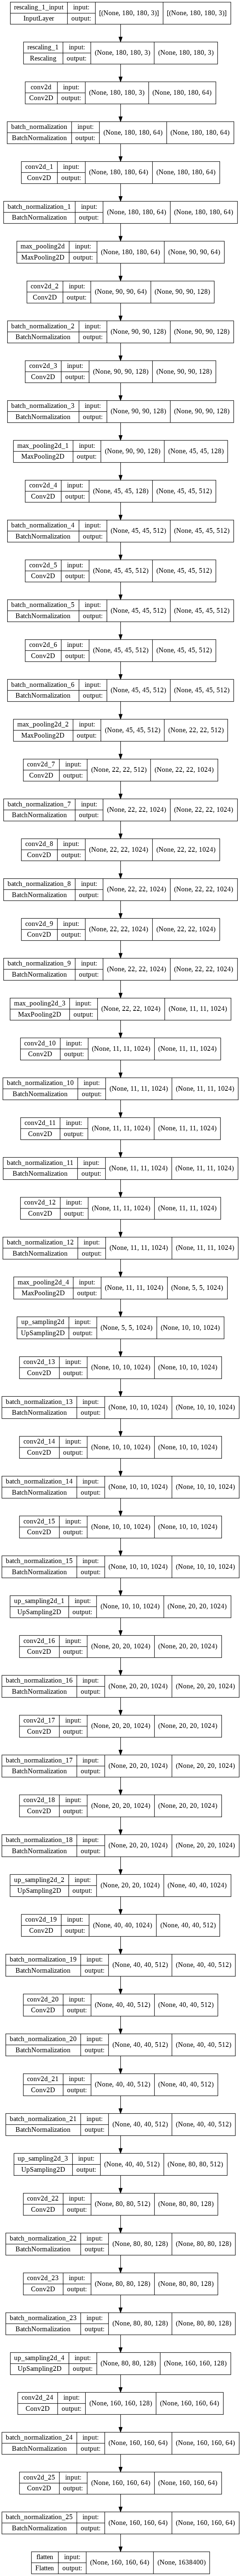 rescaling_1_input input: [(None, 180, 180, 3)] [(None, 180, 180, 3)]
InputLayer output:
rescaling_1 input: (None, 180, 180, 3) (None, 180, 180, 3)
Rescaling output:
conv2d input: (None, 180, 180, 3) (None, 180, 180, 64)
Conv2D output:
batch_normalization input: (None, 180, 180, 64) (None, 180, 180, 64)
BatchNormalization output:
conv2d_1 input: (None, 180, 180, 64) (None, 180, 180, 64)
Conv2D output:
batch_normalization_1 input: (None, 180, 180, 64) (None, 180, 180, 64)
BatchNormalization output:
max_pooling2d input: (None, 180, 180, 64) (None, 90, 90, 64)
MaxPooling2D output:
conv2d_2 input: (None, 90, 90, 64) (None, 90, 90, 128)
Conv2D output:
batch_normalization_2 input: (None, 90, 90, 128) (None, 90, 90, 128)
BatchNormalization output:
conv2d_3 input: (None, 90, 90, 128) (None, 90, 90, 128)
Conv2D output:
batch_normalization_3 input: (None, 90, 90, 128) (None, 90, 90, 128)
BatchNormalization output:
max_pooling2d_1 input: (None, 90, 90, 128) (None, 45, 45, 128)
MaxPooling2D output:
conv2d_4 input: (None, 45, 45, 128) (None, 45, 45, 512)
Conv2D output:
batch_normalization_4 input: (None, 45, 45, 512) (None, 45, 45, 512)
BatchNormalization output:
conv2d_5 input: (None, 45, 45, 512) (None, 45, 45, 512)
Conv2D output:
batch_normalization_5 input: (None, 45, 45, 512) (None, 45, 45, 512)
BatchNormalization output:
conv2d_6 input: (None, 45, 45, 512) (None, 45, 45, 512)
Conv2D output:
batch_normalization_6 input: (None, 45, 45, 512) (None, 45, 45, 512)
BatchNormalization output:
max_pooling2d_2 input: (None, 45, 45, 512) (None, 22, 22, 512)
MaxPooling2D output:
conv2d_7 input: (None, 22, 22, 512) (None, 22, 22, 1024)
Conv2D output:
batch_normalization_7 input: (None, 22, 22, 1024) (None, 22, 22, 1024)
BatchNormalization output:
conv2d_8 input: (None, 22, 22, 1024) (None, 22, 22, 1024)
Conv2D output:
batch_normalization_8 input: (None, 22, 22, 1024) (None, 22, 22, 1024)
BatchNormalization output:
conv2d_9 input: (None, 22, 22, 1024) (None, 22, 22, 1024)
Conv2D output:
batch_normalization_9 input: (None, 22, 22, 1024) (None, 22, 22, 1024)
BatchNormalization output:
max_pooling2d_3 input: (None, 22, 22, 1024) (None, 11, 11, 1024)
MaxPooling2D output:
conv2d_10 input: (None, 11, 11, 1024) (None, 11, 11, 1024)
Conv2D output:
batch_normalization_10 input: (None, 11, 11, 1024) (None, 11, 11, 1024)
BatchNormalization output:
conv2d_11 input: (None, 11, 11, 1024) (None, 11, 11, 1024)
Conv2D output:
batch_normalization_11 input: (None, 11, 11, 1024) (None, 11, 11, 1024)
BatchNormalization output:
conv2d_12 input: (None, 11, 11, 1024) (None, 11, 11, 1024)
Conv2D output:
batch_normalization_12 input: (None, 11, 11, 1024) (None, 11, 11, 1024)
BatchNormalization output:
max_pooling2d_4 input: (None, 11, 11, 1024) (None, 5, 5, 1024)
MaxPooling2D output:
up_sampling2d input: (None, 5, 5, 1024) (None, 10, 10, 1024)
UpSampling2D output:
conv2d_13 input: (None, 10, 10, 1024) (None, 10, 10, 1024)
Conv2D output:
batch_normalization_13 input: (None, 10, 10, 1024) (None, 10, 10, 1024)
BatchNormalization output:
conv2d_14 input: (None, 10, 10, 1024) (None, 10, 10, 1024)
Conv2D output:
batch_normalization_14 input: (None, 10, 10, 1024) (None, 10, 10, 1024)
BatchNormalization output:
conv2d_15 input: (None, 10, 10, 1024) (None, 10, 10, 1024)
Conv2D output:
batch_normalization_15 input: (None, 10, 10, 1024) (None, 10, 10, 1024)
BatchNormalization output:
up_sampling2d_1 input: (None, 10, 10, 1024) (None, 20, 20, 1024)
UpSampling2D output:
conv2d_16 input: (None, 20, 20, 1024) (None, 20, 20, 1024)
Conv2D output:
batch_normalization_16 input: (None, 20, 20, 1024) (None, 20, 20, 1024)
BatchNormalization output:
conv2d_17 input: (None, 20, 20, 1024) (None, 20, 20, 1024)
Conv2D output:
batch_normalization_17 input: (None, 20, 20, 1024) (None, 20, 20, 1024)
BatchNormalization output:
conv2d_18 input: (None, 20, 20, 1024) (None, 20, 20, 1024)
Conv2D output:
batch_normalization_18 input: (None, 20, 20, 1024) (None, 20, 20, 1024)
BatchNormalization output:
up_sampling2d_2 input: (None, 20, 20, 1024) (None, 40, 40, 1024)
UpSampling2D output:
conv2d_19 input: (None, 40, 40, 1024) (None, 40, 40, 512)
Conv2D output:
batch_normalization_19 input: (None, 40, 40, 512) (None, 40, 40, 512)
BatchNormalization output:
conv2d_20 input: (None, 40, 40, 512) (None, 40, 40, 512)
Conv2D output:
batch_normalization_20 input: (None, 40, 40, 512) (None, 40, 40, 512)
BatchNormalization output:
conv2d_21 input: (None, 40, 40, 512) (None, 40, 40, 512)
Conv2D output:
batch_normalization_21 input: (None, 40, 40, 512) (None, 40, 40, 512)
BatchNormalization output:
up_sampling2d_3 input: (None, 40, 40, 512) (None, 80, 80, 512)
UpSampling2D output:
conv2d_22 input: (None, 80, 80, 512) (None, 80, 80, 128)
Conv2D output:
batch_normalization_22 input: (None, 80, 80, 128) (None, 80, 80, 128)
BatchNormalization output:
conv2d_23 input: (None, 80, 80, 128) (None, 80, 80, 128)
Conv2D output:
batch_normalization_23 input: (None, 80, 80, 128) (None, 80, 80, 128)
BatchNormalization output:
up_sampling2d_4 input: (None, 80, 80, 128) (None, 160, 160, 128)
UpSampling2D output:
conv2d_24 input: (None, 160, 160, 128) (None, 160, 160, 64)
Conv2D output:
batch_normalization_24 input: (None, 160, 160, 64) (None, 160, 160, 64)
BatchNormalization output:
conv2d_25 input: (None, 160, 160, 64) (None, 160, 160, 64)
Conv2D output:
batch_normalization_25 input: (None, 160, 160, 64) (None, 160, 160, 64)
BatchNormalization output:
flatten input: (None, 160, 160, 64) (None, 1638400)
Flatten output: